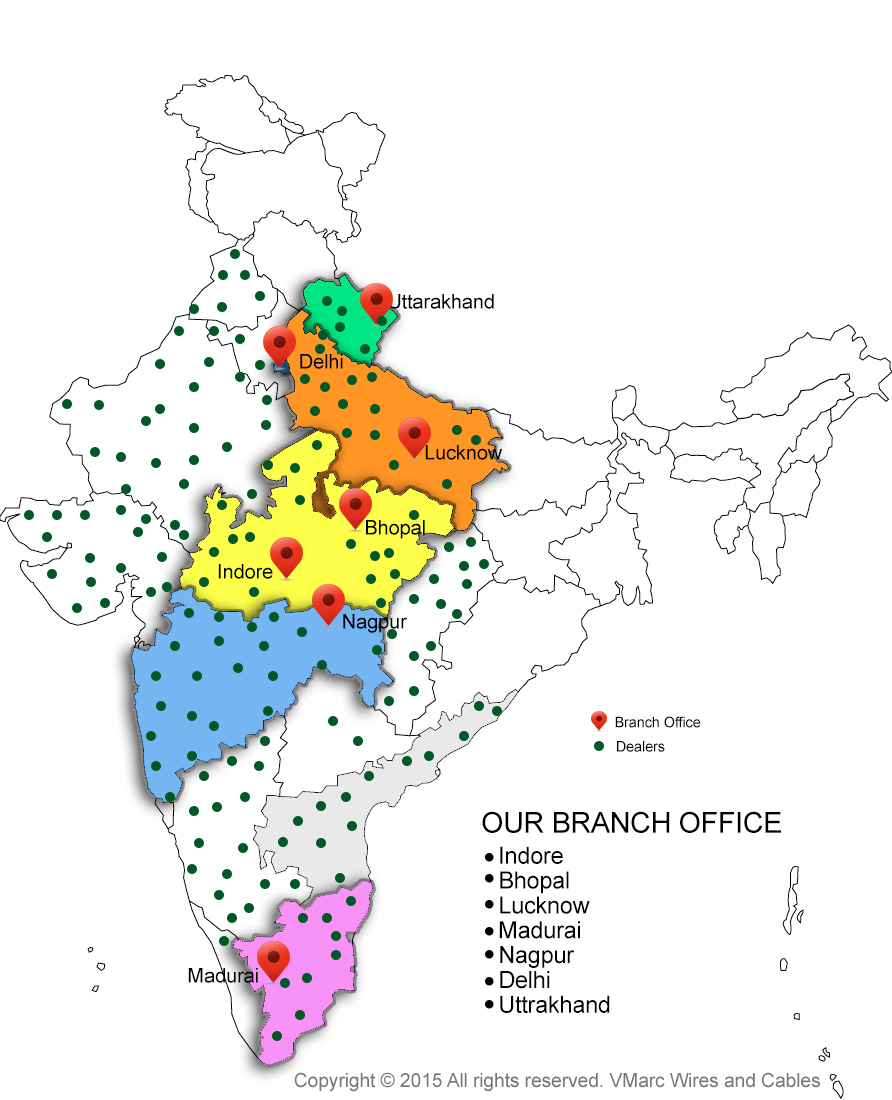 Uttarakhand
Delhi
Lucknow
Bhopal
Indore
Nagpur
Branch Office
Dealers
OUR BRANCH OFFICE
• Indore
• Bhopal
• Lucknow
• Madurai
• Nagpur
• Delhi
• Uttrakhand
Madurai
Copyright © 2015 All rights reserved. VMarc Wires and Cables